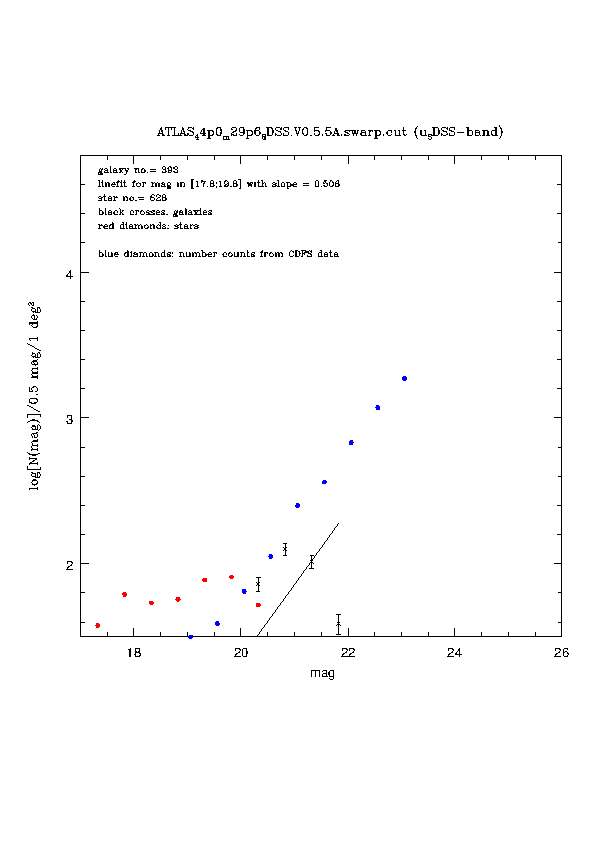 ATLAS_44p0_m29p6_qDSS.V0.5.5A.swarp.cut (u_SDSS-band)
galaxy no.= 393
linefit for mag in [17.8;19.8] with slope = 0.506
star no.= 628
black crosses: galaxies
red diamonds: stars
blue diamonds: number counts from CDFS data
log[N(mag)]/0.5 mag/1 deg²
4
3
2
18 20 22 24 26
mag